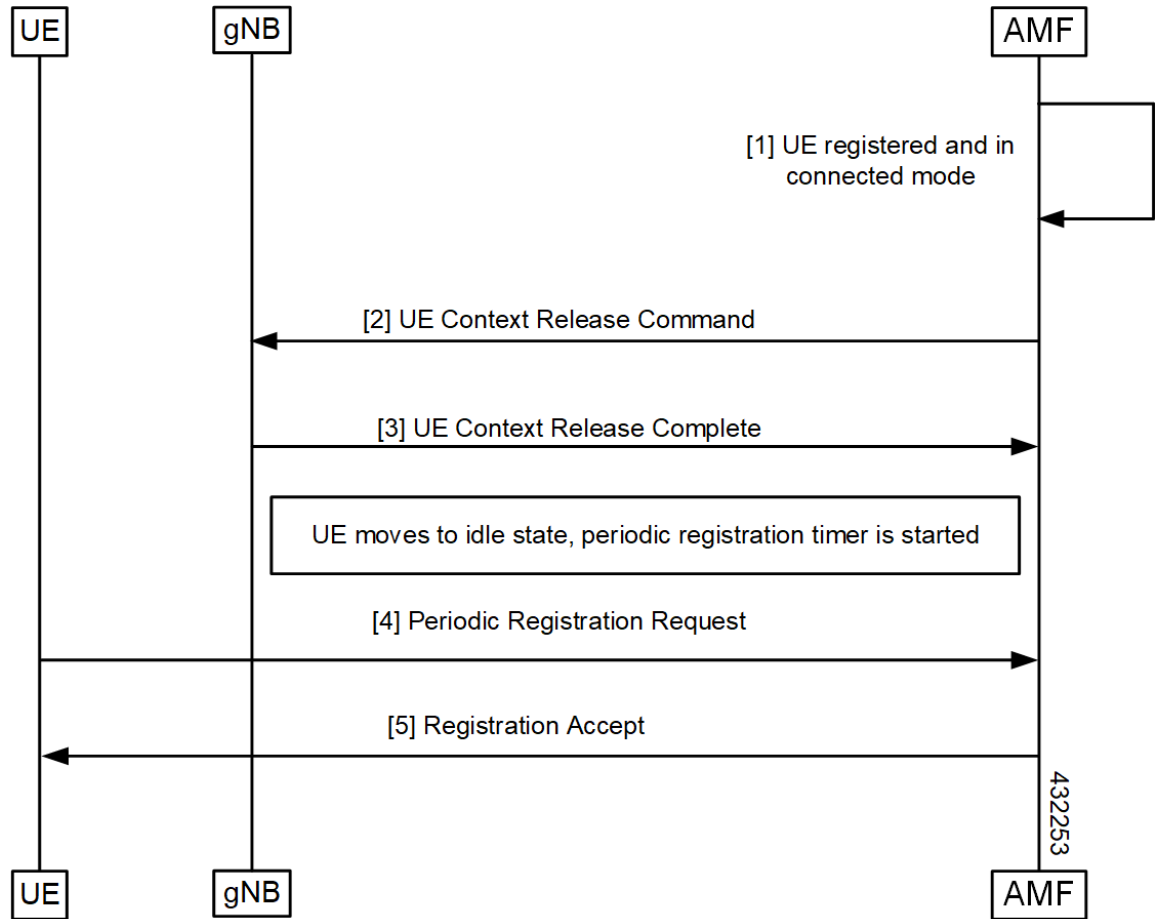 UE
gNB
AMF
[1] UE registered and in
connected mode
[2] UE Context Release Command
[3] UE Context Release Complete
UE moves to idle state, periodic registration timer is started
[4] Periodic Registration Request
[5] Registration Accept
432253
UE
gNB
AMF